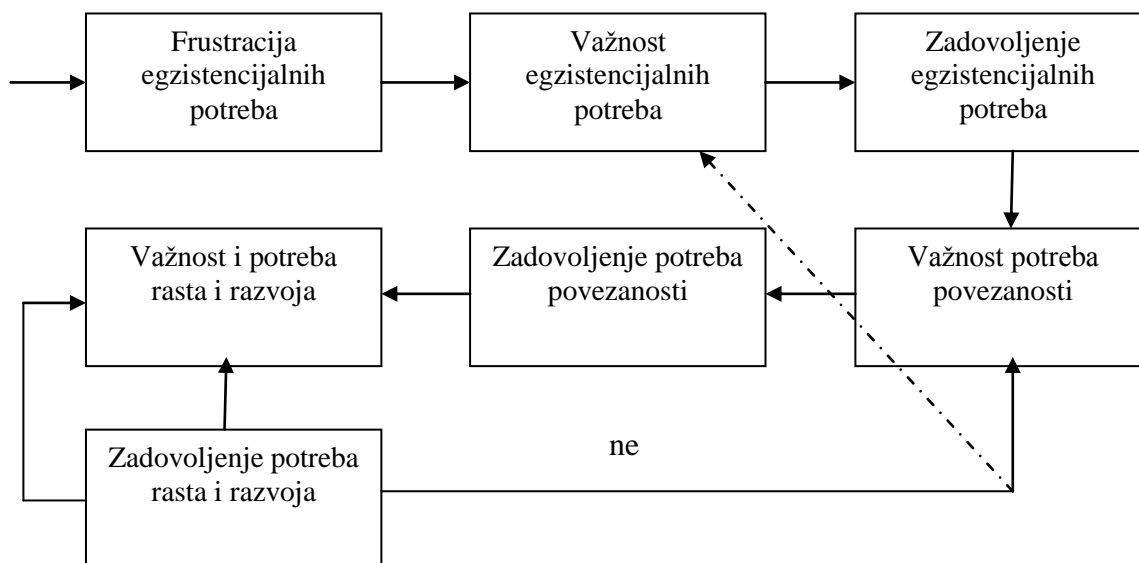 Frustracija
egzistencijalnih
potreba
Važnost
egzistencijalnih
potreba
Zadovoljenje
egzistencijalnih
potreba
Važnost i potreba
rasta i razvoja
Zadovoljenje potreba
povezanosti
Važnost potreba
povezanosti
Zadovoljenje potreba
rasta i razvoja
ne